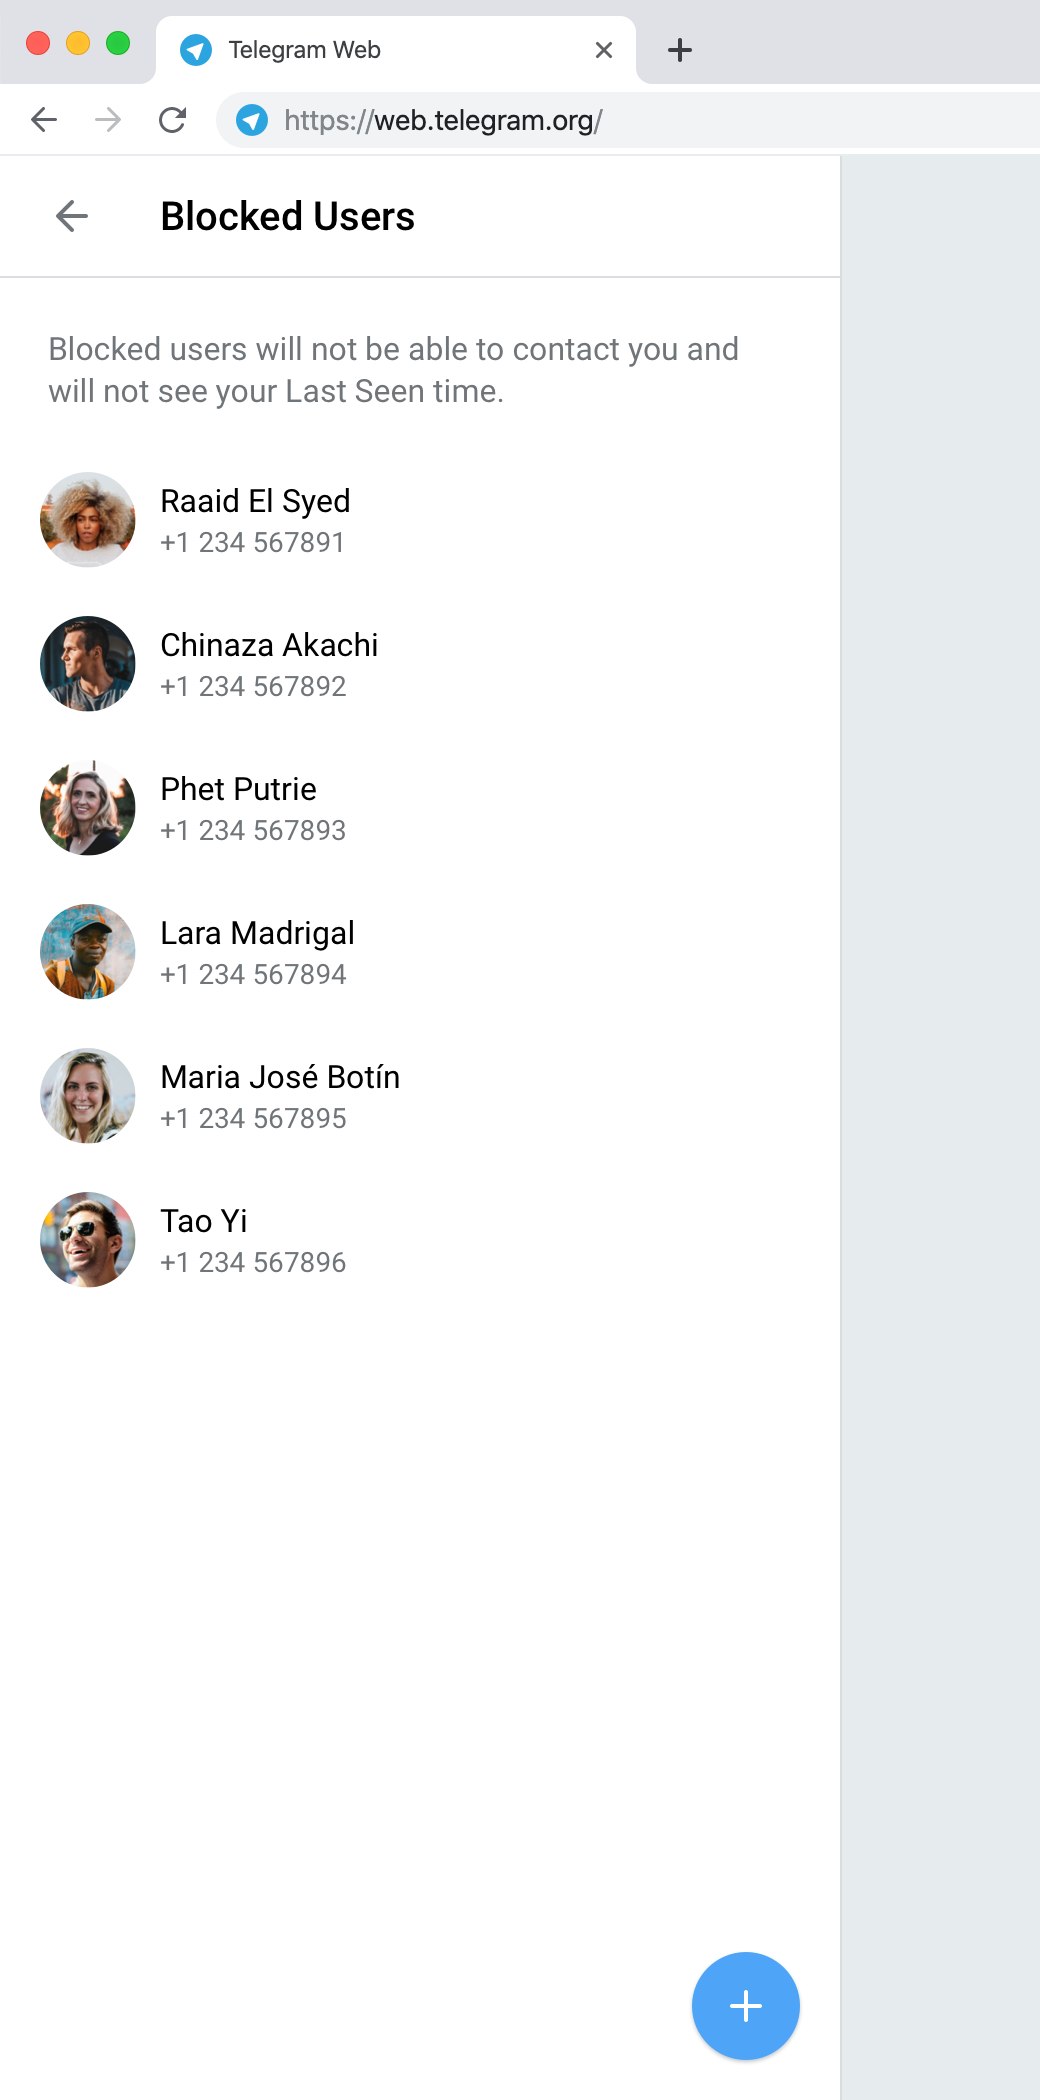 Telegram Web
https://web.telegram.org/
Blocked Users
Blocked users will not be able to contact you and
will not see your Last Seen time.
Raaid El Syed
+1 234 567891
Chinaza Akachi
+1 234 567892
Phet Putrie
+1 234 567893
Lara Madrigal
+1 234 567894
Maria José Botín
+1 234 567895
Tao Yi
+1 234 567896